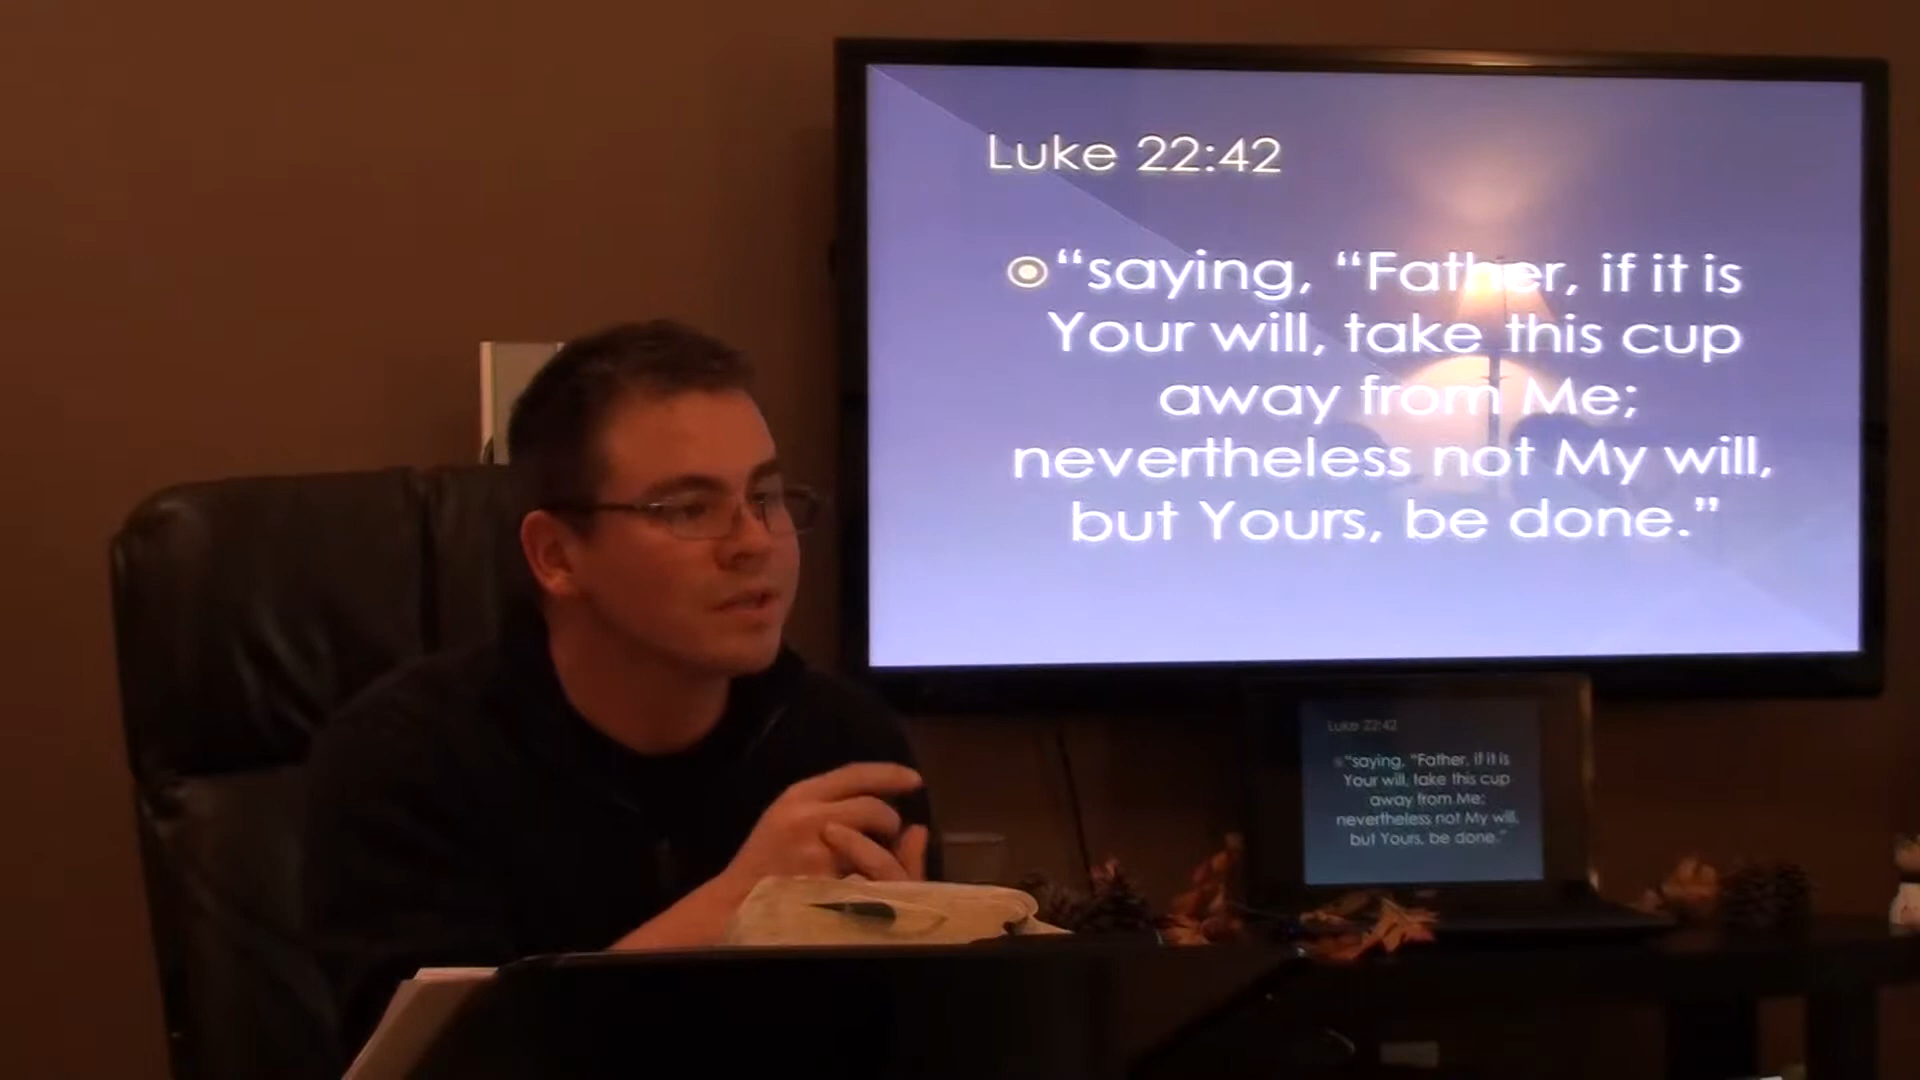 Luke 22:42
“saying, “Father, if it is
Your will, take this cup
away from Me;
nevertheless not My will,
but Yours, be done.”
Luke 22:42
“saying, “Father, if it is
Your will, take this cup
away from Me;
nevertheless not My will,
but Yours, be done.”